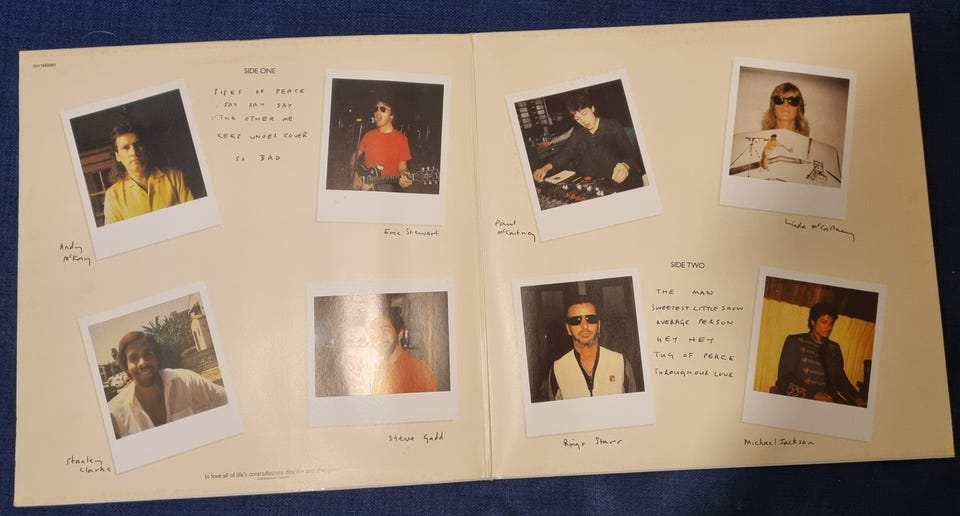 SIDE ONE
PIPES OF PEACE
SAY SAY SAY
THE OTHER ME
KEEP UNDER COVER
SO BAD
Andy
McKay
Eric Stewart
Stanley
Clarke
Steve Gadd
In love all of life's contradictions dissolve and
Paul
McCartney
Linda McCartney
SIDE TWO
THE MAN
SWEETEST LITTLE SHOW
AVERAGE PERSON
HEY HEY
TUG OF PEACE
THROUGH OUR LOVE
Ringo Starr
Michael Jackson